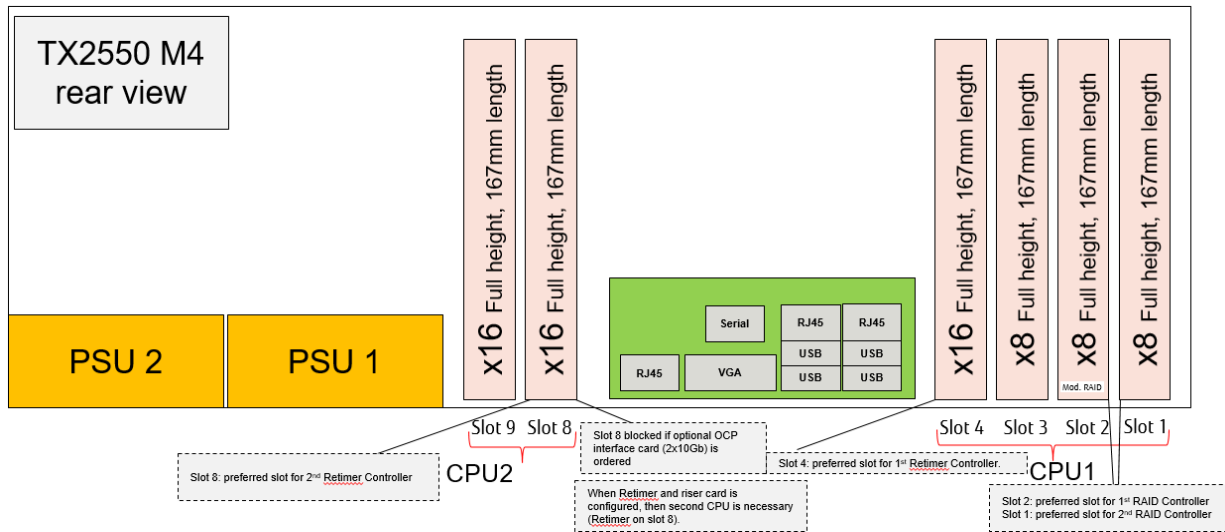 TX2550 M4
rear view
x16 Full height, 167mm length
x16 Full height, 167mm length
x16 Full height, 167mm length
x8 Full height, 167mm length
x8 Full height, 167mm length
Mod. RAID
x8 Full height, 167mm length
PSU 2
PSU 1
Serial
RJ45
RJ45
USB
USB
RJ45
VGA
USB
USB
Slot 9
Slot 8
Slot 4
Slot 3
Slot 2
Slot 1
CPU2
CPU1
Slot 8: preferred slot for 2nd Retimer Controller
Slot 8 blocked if optional OCP
interface card (2x10Gb) is
ordered
When Retimer and riser card is
configured, then second CPU is necessary
(Retimer on slot 8).
Slot 4: preferred slot for 1st Retimer Controller.
Slot 2: preferred slot for 1st RAID Controller
Slot 1: preferred slot for 2nd RAID Controller